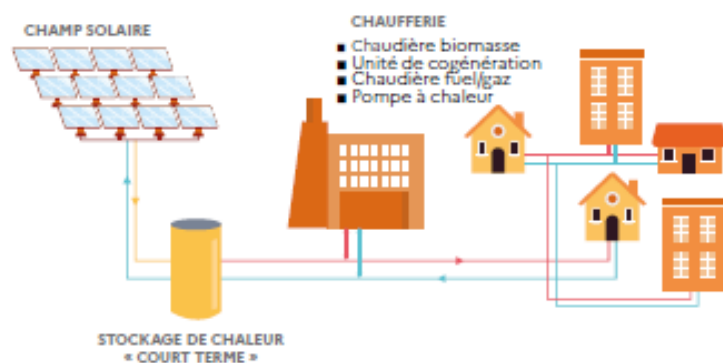 CHAMP SOLAIRE
CHAUFFERIE
▪ Chaudière biomasse
▪ Unité de cogénération
▪ Chaudière fuel/gaz
▪ Pompe à chaleur
STOCKAGE DE CHALEUR
« COURT TERME »